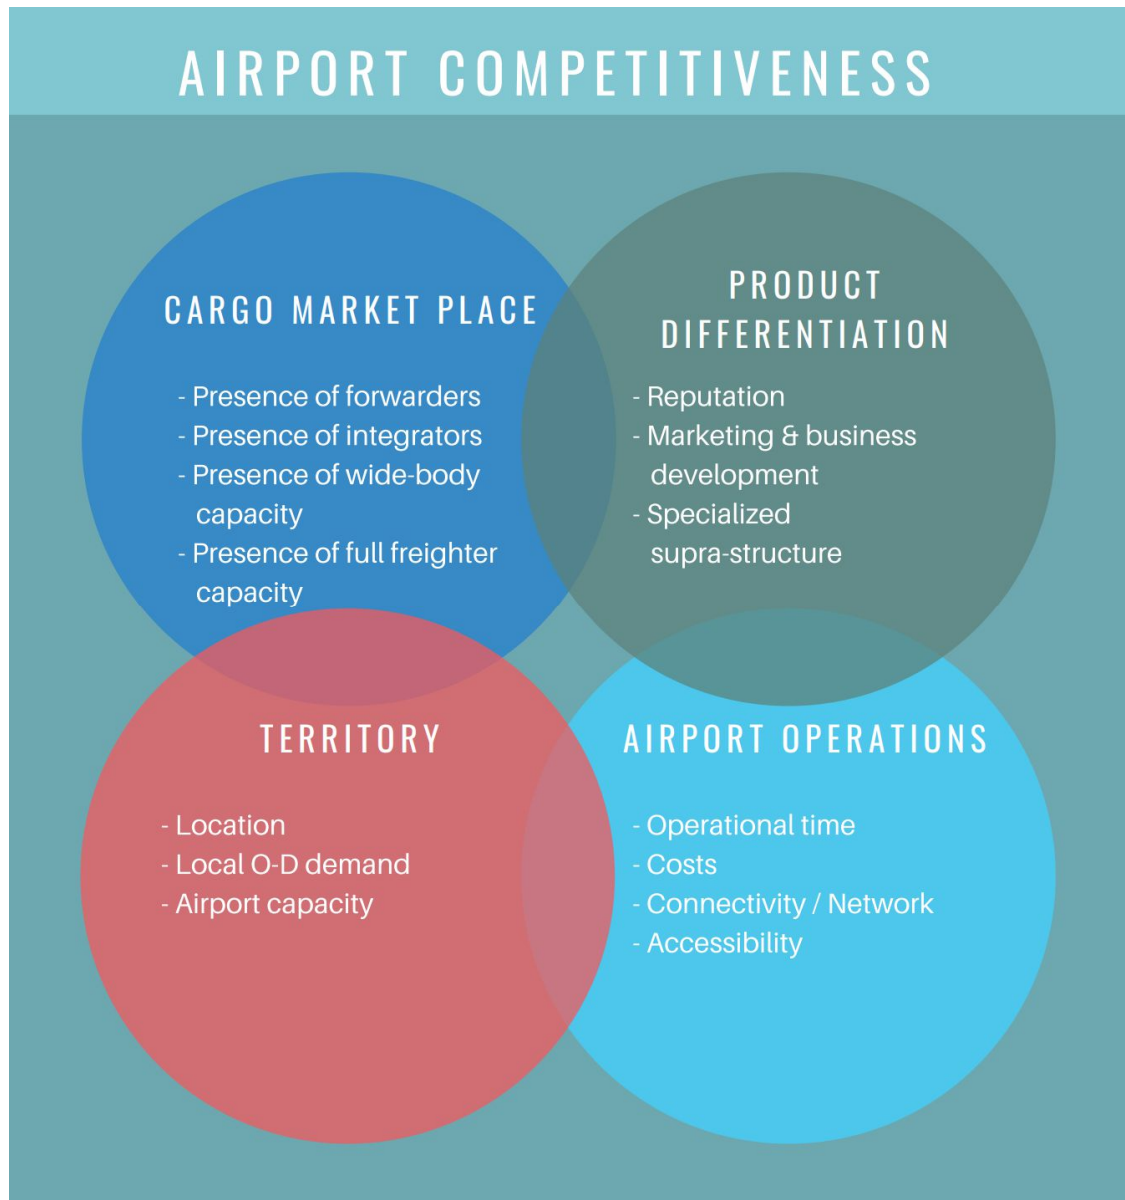 AIRPORT COMPETITIVENESS
CARGO MARKET PLACE
- Presence of forwarders
- Presence of integrators
- Presence of wide-body
capacity
- Presence of full freighter
capacity
PRODUCT
DIFFERENTIATION
- Reputation
- Marketing & business
development
- Specialized
supra-structure
TERRITORY
- Location
- Local O-D demand
- Airport capacity
AIRPORT OPERATIONS
- Operational time
- Costs
- Connectivity / Network
- Accessibility